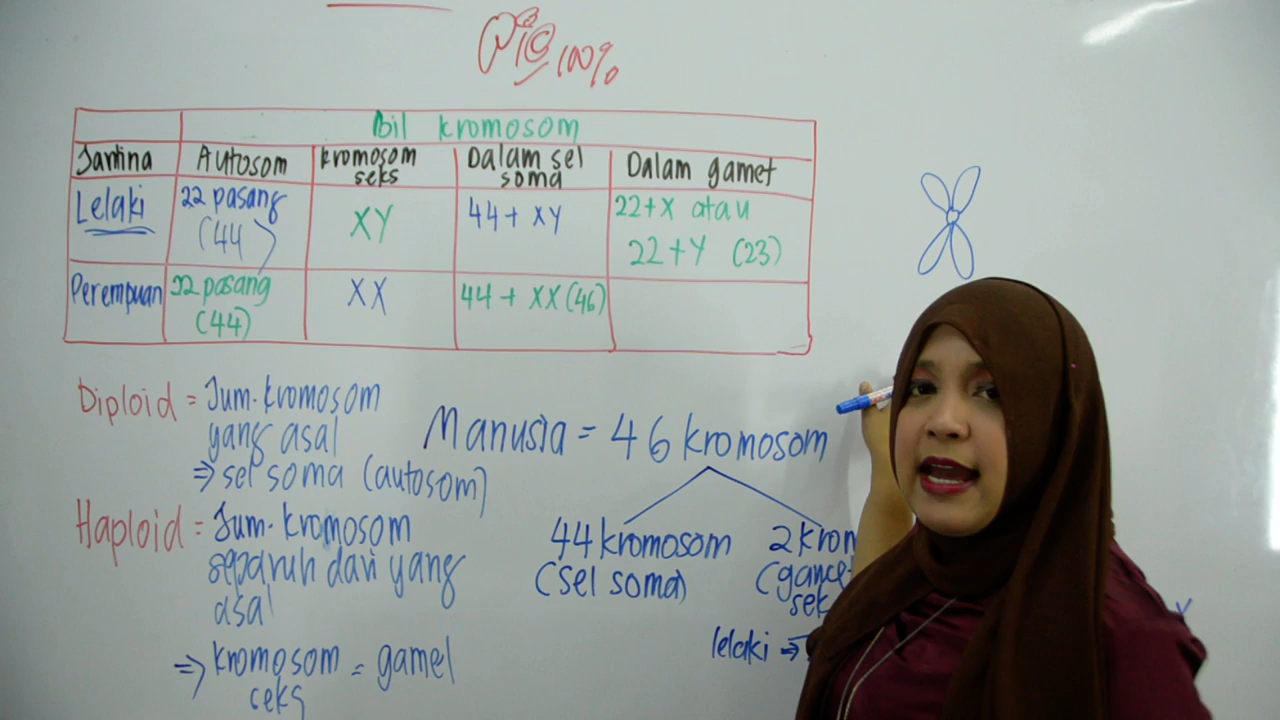 100%
Bil kromosom
Jantina Autosom kromosom seks Dalam sel soma Dalam gamet
Lelaki 22 pasang (44) XY 44 + XY 22+X atau 22+Y (23)
Perempuan 22 pasang (44) XX 44 + XX (46)
Diploid = Jum. kromosom
yang asal
⇒ sel soma (autosom)
Haploid = Jum. kromosom
separuh dari yang
asal
⇒ kromosom = gamet
seks
Manusia = 46 kromosom
44 kromosom
(sel soma)
2 krom
sek
lelaki ⇒